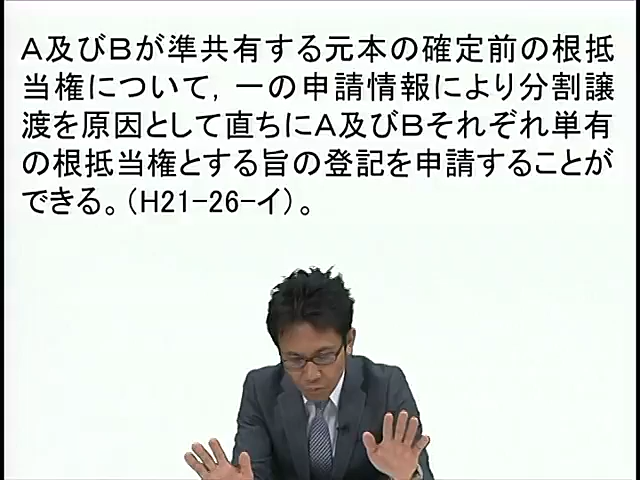 A及びBが準共有する元本の確定前の根抵
当権について，一の申請情報により分割譲
渡を原因として直ちにA及びBそれぞれ単有
の根抵当権とする旨の登記を申請することが
できる。（H21-26-イ）。